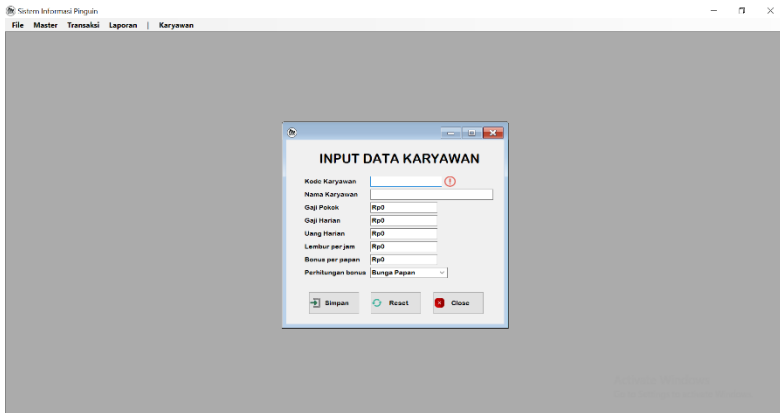 Sistem Informasi Pinguin
File Master Transaksi Laporan | Karyawan
INPUT DATA KARYAWAN
Kode Karyawan
Nama Karyawan
Gaji Pokok Rp0
Gaji Harian Rp0
Uang Harian Rp0
Lembur per jam Rp0
Bonus per papan Rp0
Perhitungan bonus Bunga Papan
Simpan Reset Close